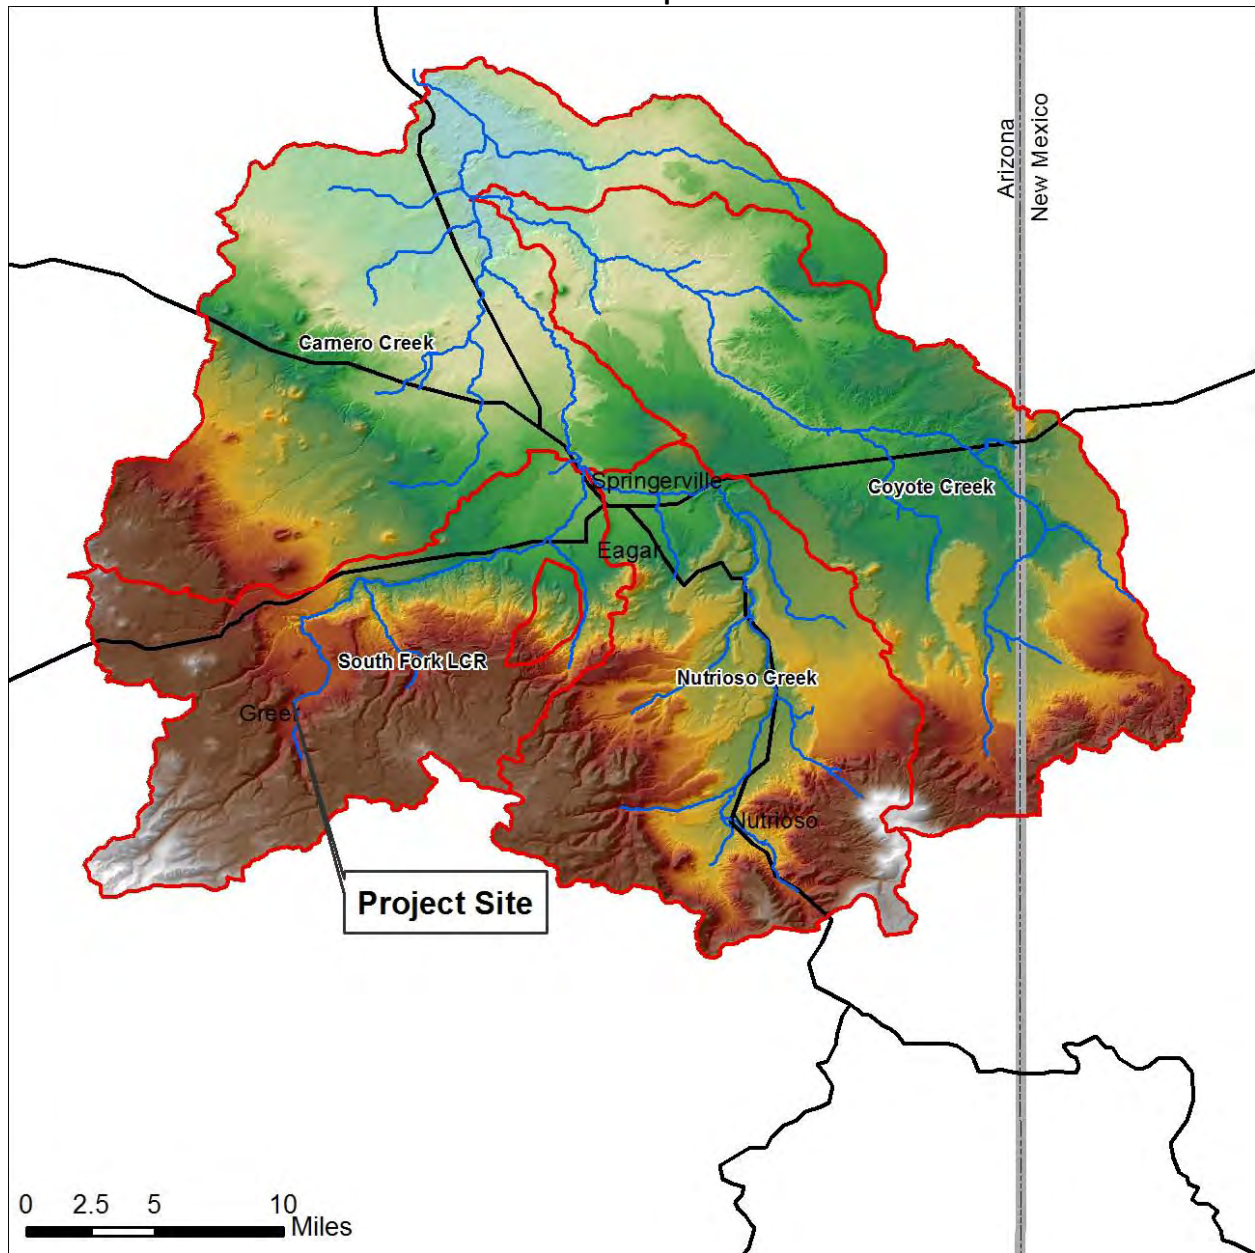 Arizona
New Mexico
Carnero Creek
Springerville
Coyote Creek
Eagar
South Fork LCR
Nutrioso Creek
Greer
Nutrioso
Project Site
0 2.5 5 10
Miles